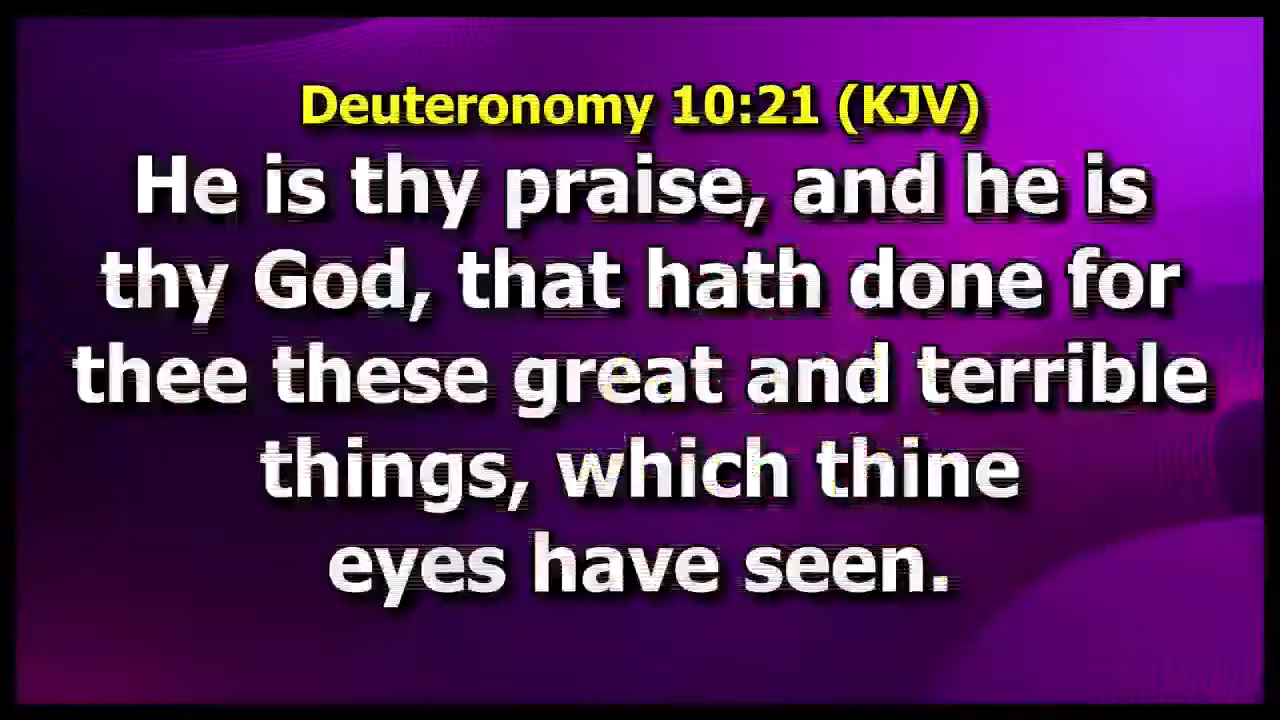 Deuteronomy 10:21 (KJV)
He is thy praise, and he is
thy God, that hath done for
thee these great and terrible
things, which thine
eyes have seen.